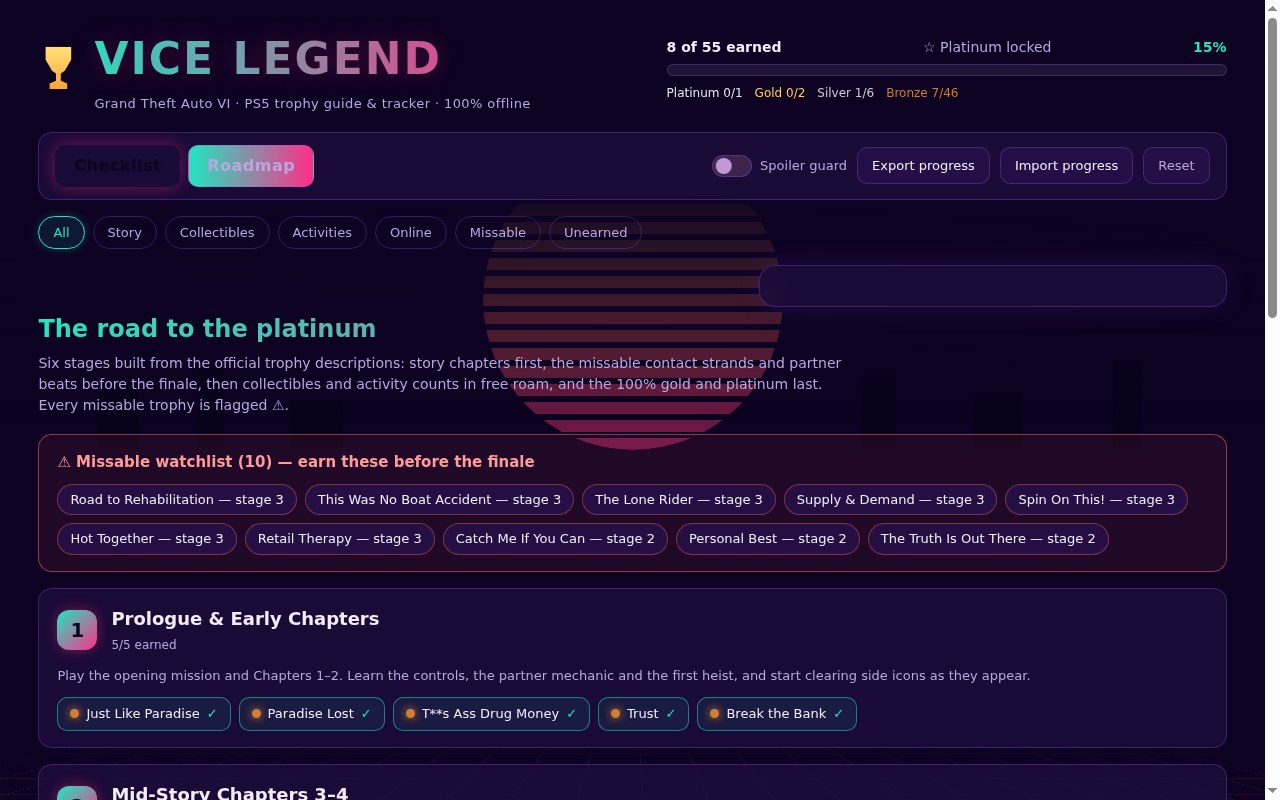 VICE LEGEND
Grand Theft Auto VI · PS5 trophy guide & tracker · 100% offline
8 of 55 earned ☆ Platinum locked 15%
Platinum 0/1 Gold 0/2 Silver 1/6 Bronze 7/46
Checklist Roadmap Spoiler guard Export progress Import progress Reset
All Story Collectibles Activities Online Missable Unearned
The road to the platinum
Six stages built from the official trophy descriptions: story chapters first, the missable contact strands and partner
beats before the finale, then collectibles and activity counts in free roam, and the 100% gold and platinum last.
Every missable trophy is flagged ⚠.
⚠ Missable watchlist (10) — earn these before the finale
Road to Rehabilitation — stage 3 This Was No Boat Accident — stage 3 The Lone Rider — stage 3 Supply & Demand — stage 3 Spin On This! — stage 3
Hot Together — stage 3 Retail Therapy — stage 3 Catch Me If You Can — stage 2 Personal Best — stage 2 The Truth Is Out There — stage 2
1 Prologue & Early Chapters
5/5 earned
Play the opening mission and Chapters 1–2. Learn the controls, the partner mechanic and the first heist, and start clearing side icons as they appear.
Just Like Paradise ✓ Paradise Lost ✓ T**s Ass Drug Money ✓ Trust ✓ Break the Bank ✓
Mid-Story Chapters 3–4